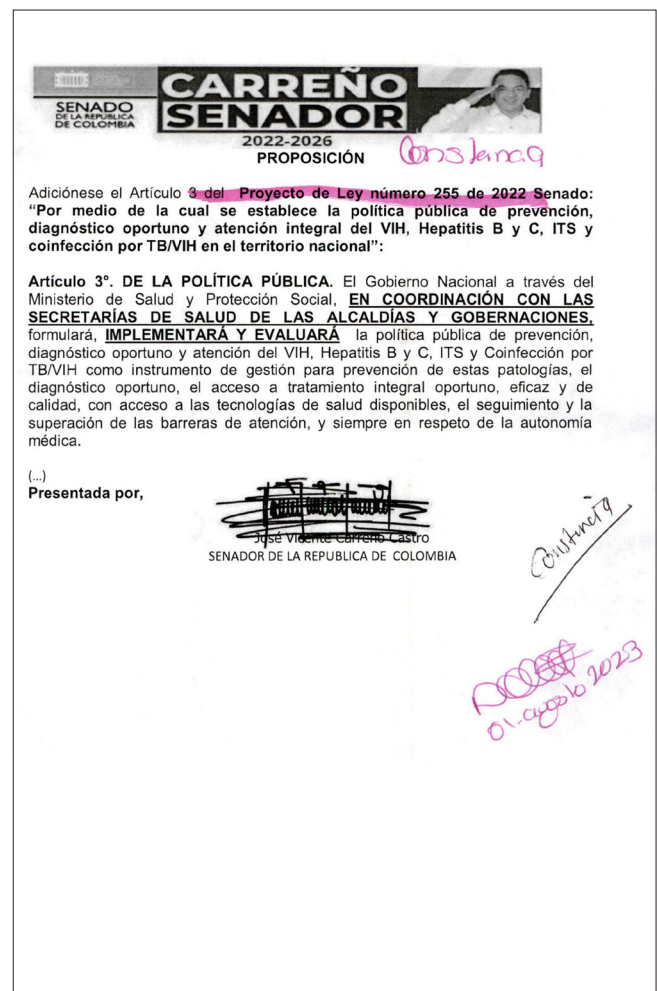 SENADO
DE LA REPÚBLICA
DE COLOMBIA
CARREÑO
SENADOR
2022-2026
PROPOSICIÓN
Constancia
Adiciónese el Artículo 3 del Proyecto de Ley número 255 de 2022 Senado:
“Por medio de la cual se establece la política pública de prevención,
diagnóstico oportuno y atención integral del VIH, Hepatitis B y C, ITS y
coinfección por TB/VIH en el territorio nacional”:
Artículo 3°. DE LA POLÍTICA PÚBLICA. El Gobierno Nacional a través del
Ministerio de Salud y Protección Social, EN COORDINACIÓN CON LAS
SECRETARÍAS DE SALUD DE LAS ALCALDÍAS Y GOBERNACIONES,
formulará, IMPLEMENTARÁ Y EVALUARÁ la política pública de prevención,
diagnóstico oportuno y atención del VIH, Hepatitis B y C, ITS y Coinfección por
TB/VIH como instrumento de gestión para prevención de estas patologías, el
diagnóstico oportuno, el acceso a tratamiento integral oportuno, eficaz y de
calidad, con acceso a las tecnologías de salud disponibles, el seguimiento y la
superación de las barreras de atención, y siempre en respeto de la autonomía
médica.
(...)
Presentada por,
José Vicente Carreño Castro
SENADOR DE LA REPUBLICA DE COLOMBIA
Constancia
01. agosto 2023